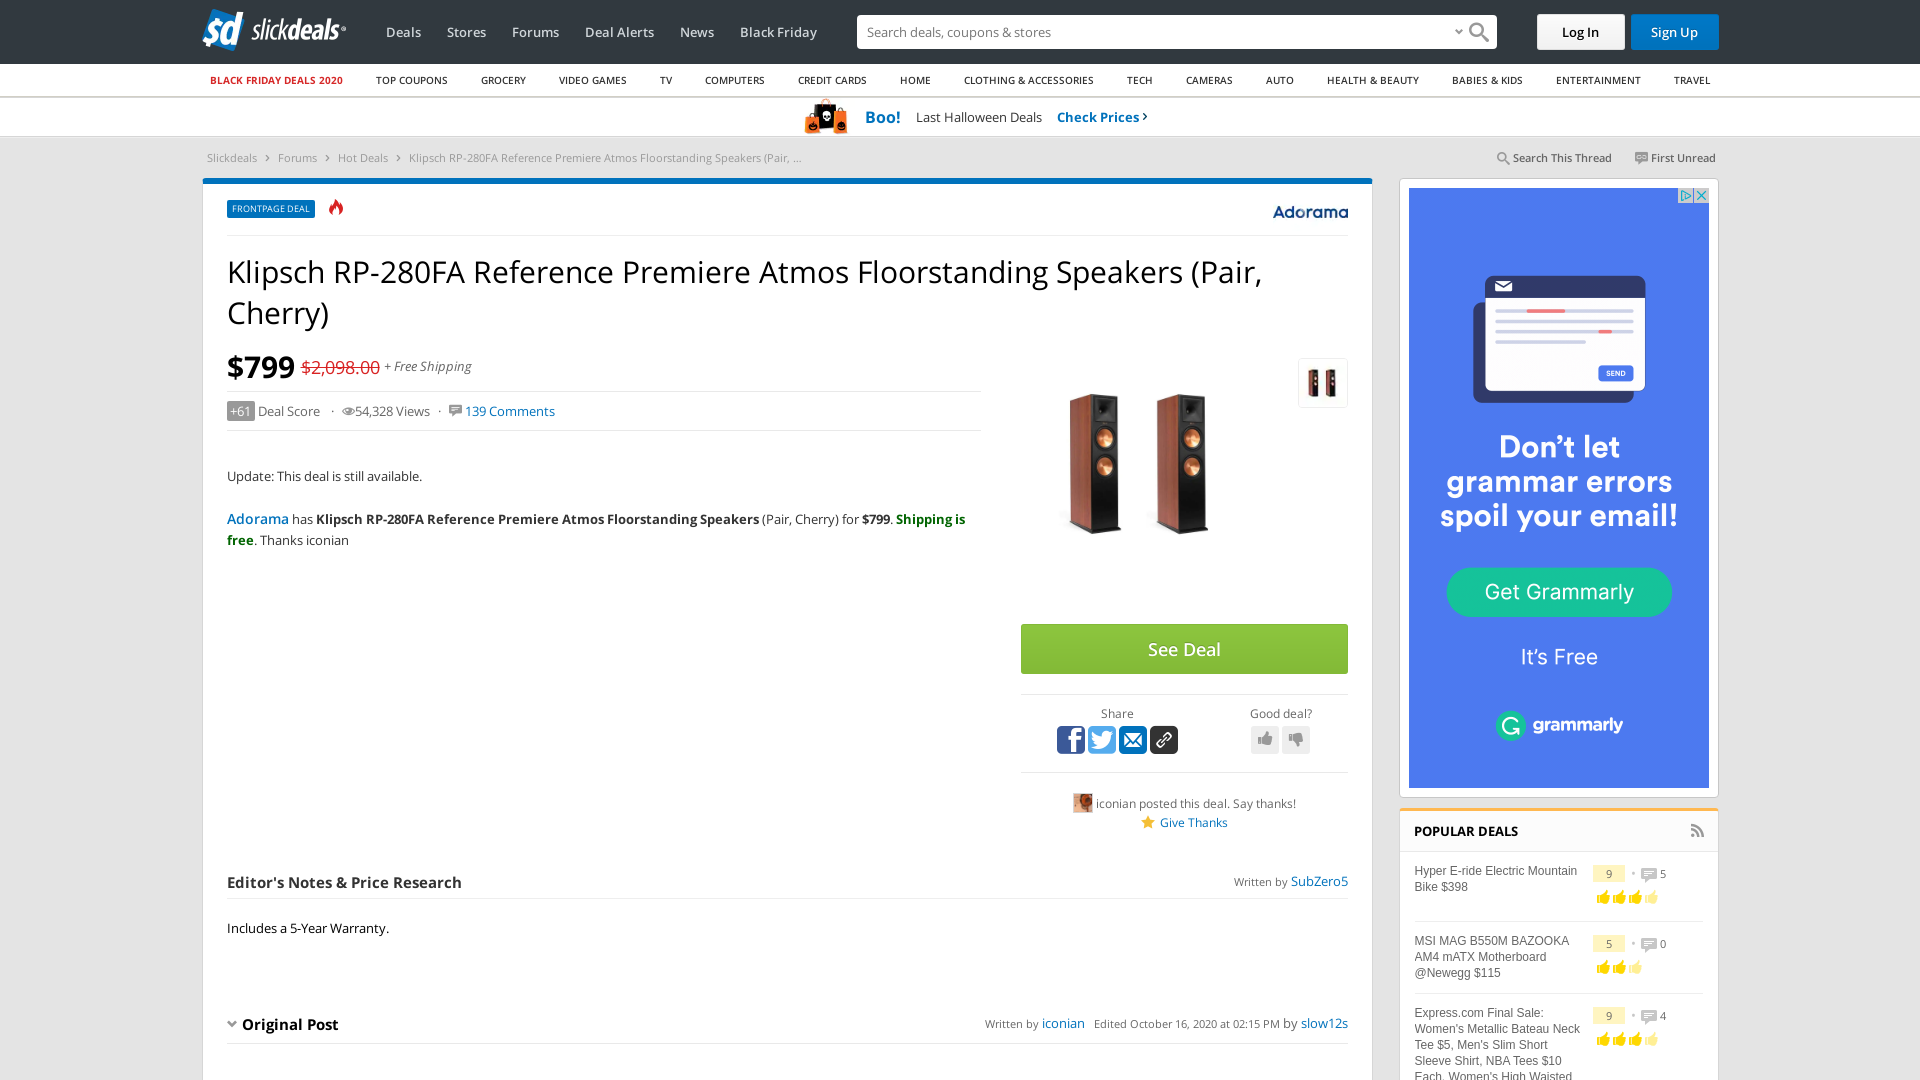 slickdeals
Deals
Stores
Forums
Deal Alerts
News
Black Friday
Search deals, coupons & stores
Log In
Sign Up
BLACK FRIDAY DEALS 2020
TOP COUPONS
GROCERY
VIDEO GAMES
TV
COMPUTERS
CREDIT CARDS
HOME
CLOTHING & ACCESSORIES
TECH
CAMERAS
AUTO
HEALTH & BEAUTY
BABIES & KIDS
ENTERTAINMENT
TRAVEL
Boo! Last Halloween Deals Check Prices
Slickdeals > Forums > Hot Deals > Klipsch RP-280FA Reference Premiere Atmos Floorstanding Speakers (Pair, ...
Search This Thread
First Unread
FRONTPAGE DEAL
Adorama
Klipsch RP-280FA Reference Premiere Atmos Floorstanding Speakers (Pair,
Cherry)
$799 $2,098.00 + Free Shipping
+61 Deal Score · 54,328 Views · 139 Comments
Update: This deal is still available.
Adorama has Klipsch RP-280FA Reference Premiere Atmos Floorstanding Speakers (Pair, Cherry) for $799. Shipping is
free. Thanks iconian
See Deal
Share
Good deal?
iconian posted this deal. Say thanks!
Give Thanks
Editor's Notes & Price Research
Written by SubZero5
Includes a 5-Year Warranty.
Original Post
Written by iconian Edited October 16, 2020 at 02:15 PM by slow12s
SEND
Don't let
grammar errors
spoil your email!
Get Grammarly
It's Free
grammarly
POPULAR DEALS
Hyper E-ride Electric Mountain
Bike $398
9 • 5
MSI MAG B550M BAZOOKA
AM4 mATX Motherboard
@Newegg $115
5 • 0
Express.com Final Sale:
Women's Metallic Bateau Neck
Tee $5, Men's Slim Short
Sleeve Shirt, NBA Tees $10
Each, Women's High Waisted
9 • 4